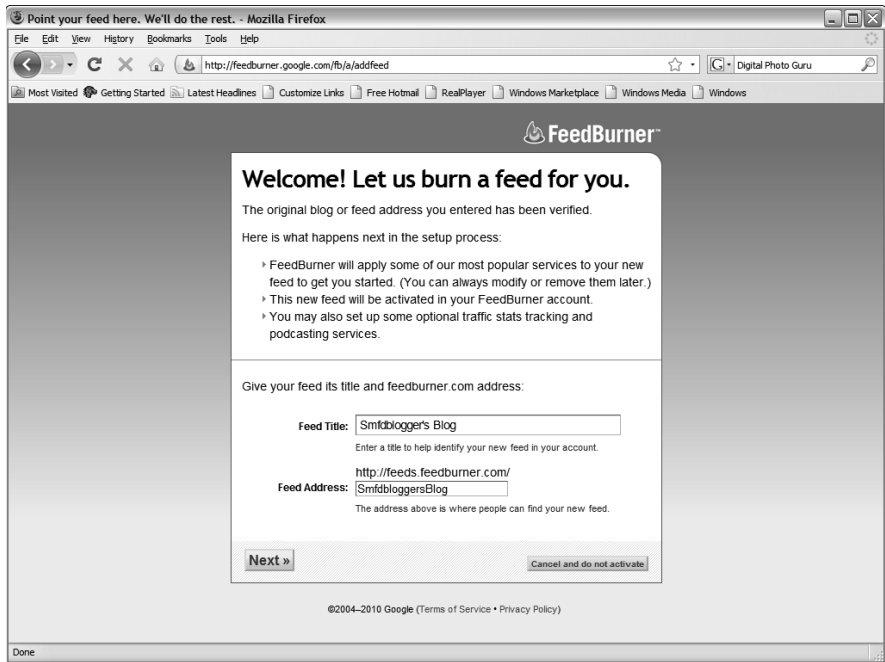 Point your feed here. We'll do the rest. - Mozilla Firefox
File Edit View History Bookmarks Tools Help
http://feedburner.google.com/fb/a/addfeed
G Digital Photo Guru
Most Visited Getting Started Latest Headlines Customize Links Free Hotmail RealPlayer Windows Marketplace Windows Media Windows
FeedBurner™
Welcome! Let us burn a feed for you.
The original blog or feed address you entered has been verified.
Here is what happens next in the setup process:
FeedBurner will apply some of our most popular services to your new
feed to get you started. (You can always modify or remove them later.)
This new feed will be activated in your FeedBurner account.
You may also set up some optional traffic stats tracking and
podcasting services.
Give your feed its title and feedburner.com address:
Feed Title: Smfdblogger's Blog
Enter a title to help identify your new feed in your account.
http://feeds.feedburner.com/
Feed Address: SmfdbloggersBlog
The address above is where people can find your new feed.
Next »
Cancel and do not activate
©2004–2010 Google (Terms of Service • Privacy Policy)
Done